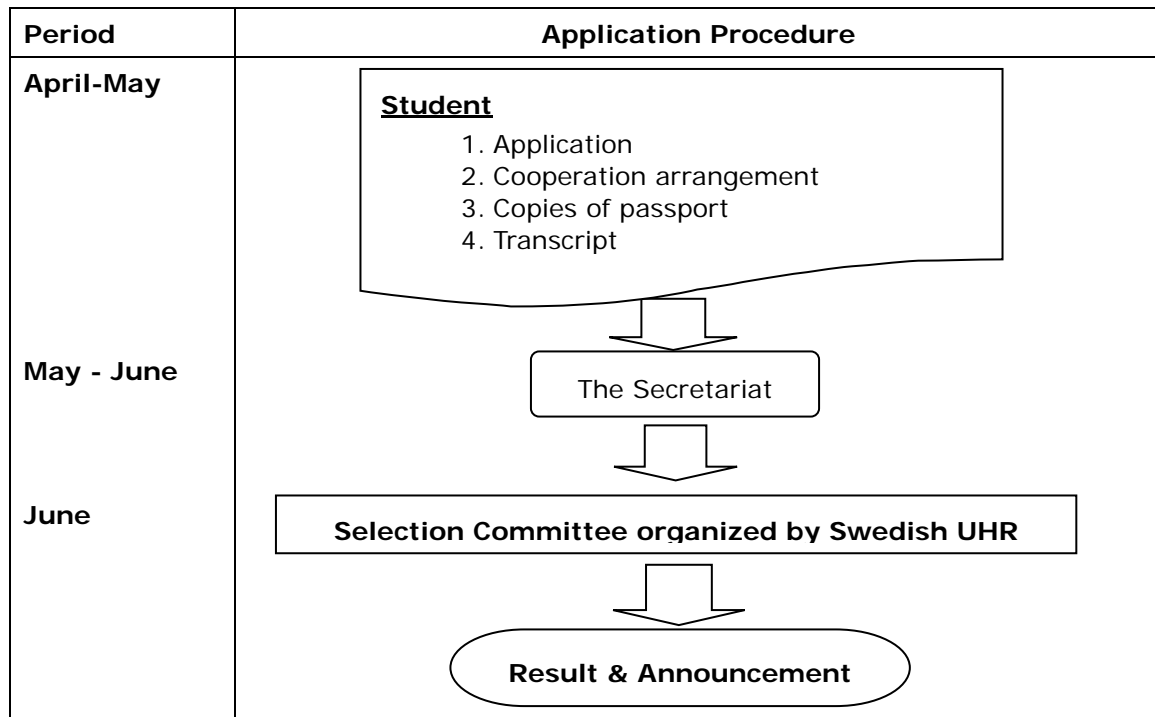 Period
Application Procedure
April-May
Student
1. Application
2. Cooperation arrangement
3. Copies of passport
4. Transcript
May - June
The Secretariat
June
Selection Committee organized by Swedish UHR
Result & Announcement